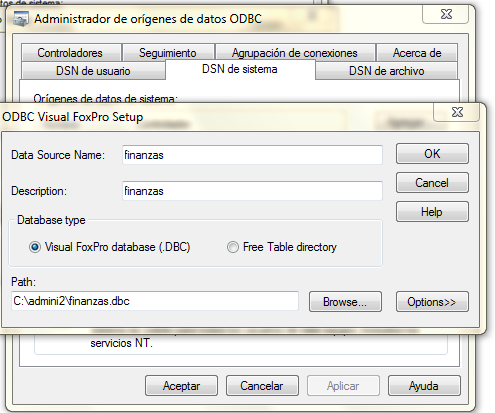 tos de sistema:
Administrador de orígenes de datos ODBC
Controladores Seguimiento Agrupación de conexiones Acerca de
DSN de usuario DSN de sistema DSN de archivo
Orígenes de datos de sistema:
ODBC Visual FoxPro Setup
Data Source Name: finanzas OK
Description: finanzas Cancel
Help
Database type
Visual FoxPro database (.DBC) Free Table directory
Path:
C:\admini2\finanzas.dbc Browse... Options>>
servicios NT.
Aceptar Cancelar Aplicar Ayuda